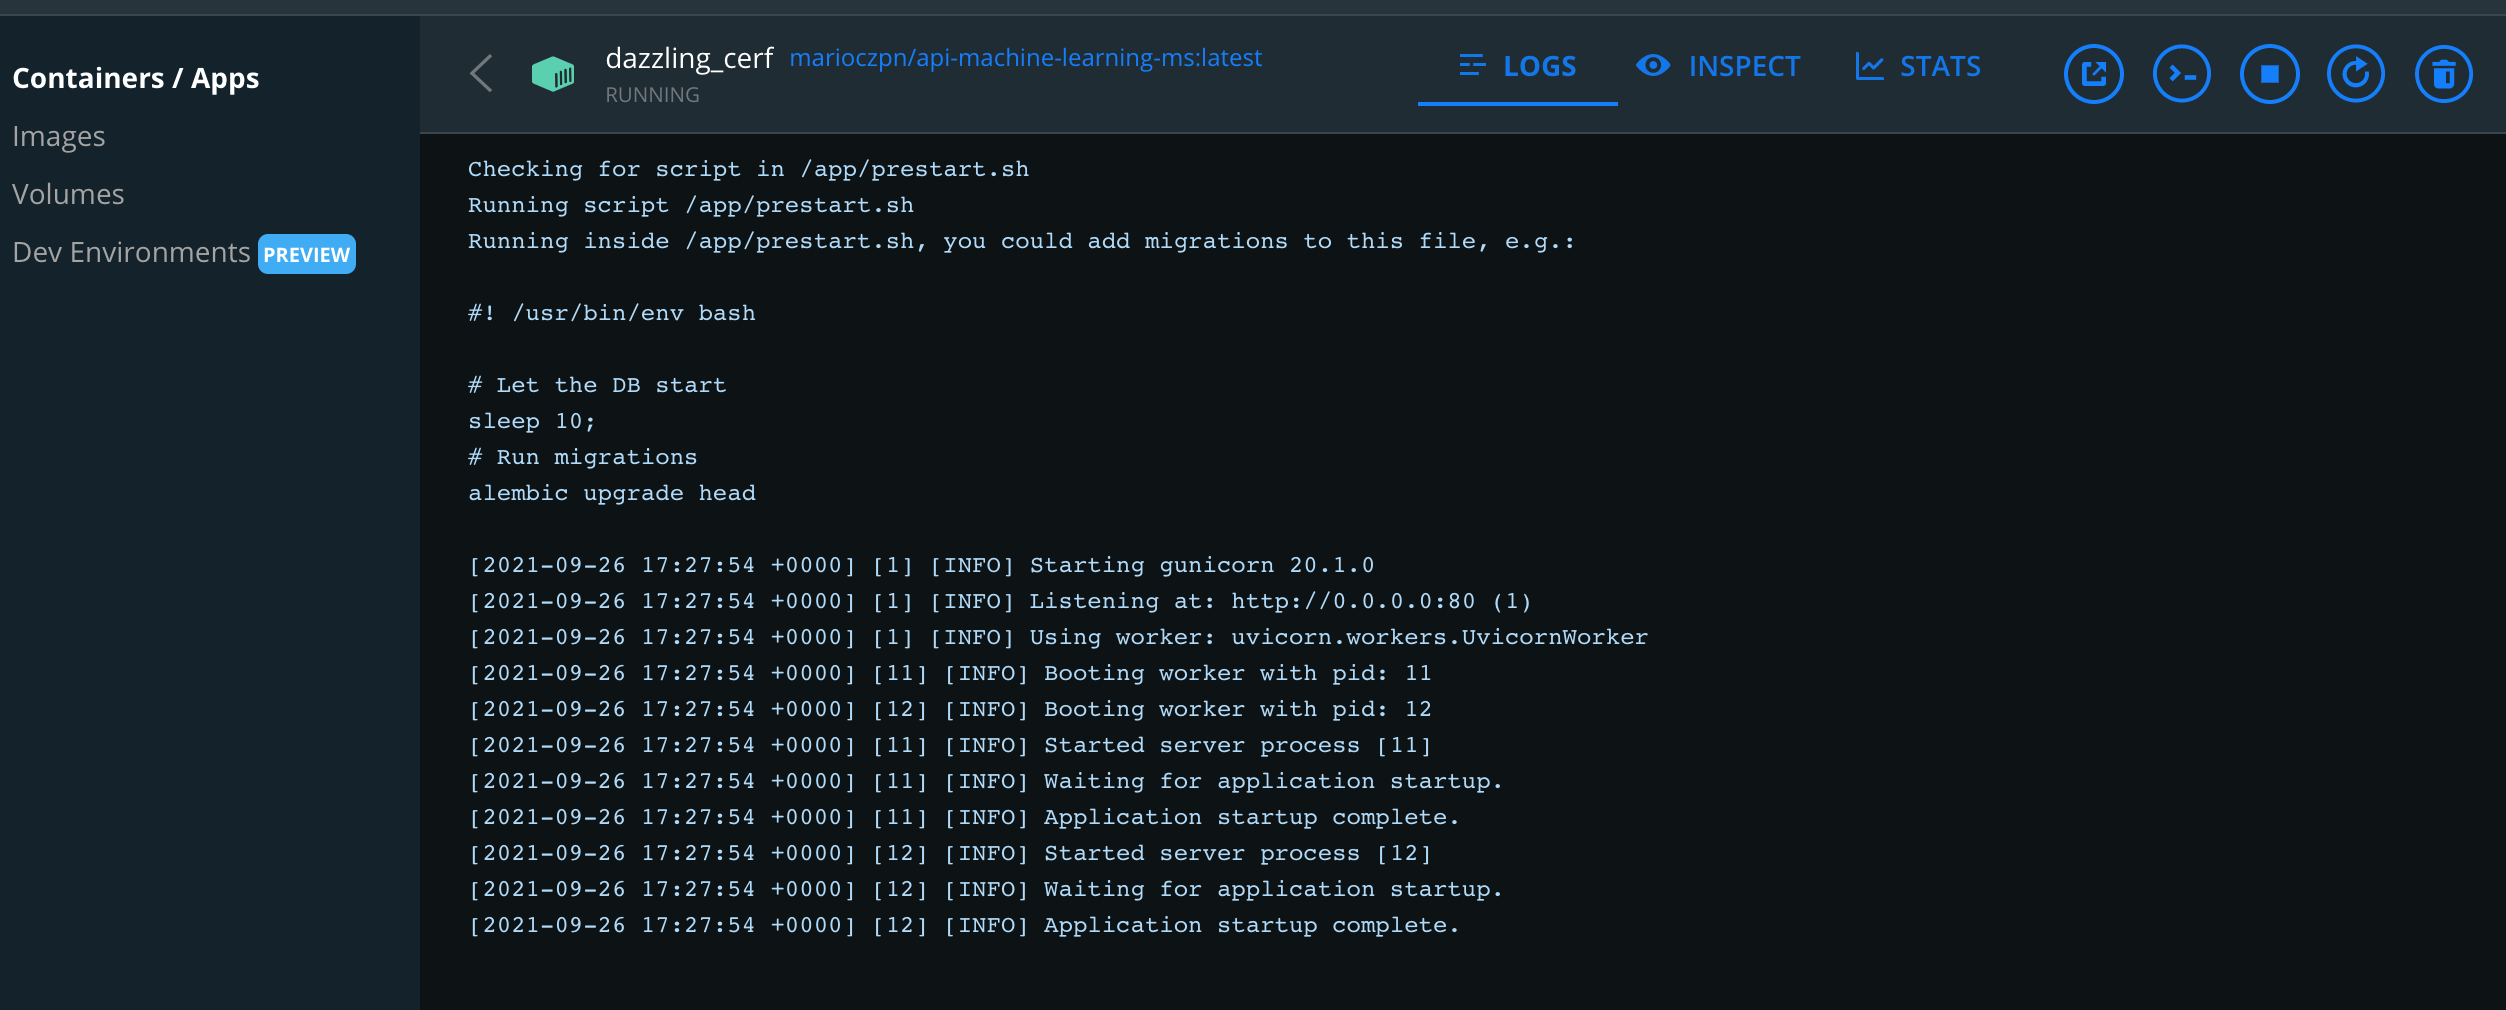 Containers / Apps
Images
Volumes
Dev Environments PREVIEW
dazzling_cerf marioczpn/api-machine-learning-ms:latest
RUNNING
LOGS
INSPECT
STATS
Checking for script in /app/prestart.sh
Running script /app/prestart.sh
Running inside /app/prestart.sh, you could add migrations to this file, e.g.:
#! /usr/bin/env bash
# Let the DB start
sleep 10;
# Run migrations
alembic upgrade head
[2021-09-26 17:27:54 +0000] [1] [INFO] Starting gunicorn 20.1.0
[2021-09-26 17:27:54 +0000] [1] [INFO] Listening at: http://0.0.0.0:80 (1)
[2021-09-26 17:27:54 +0000] [1] [INFO] Using worker: uvicorn.workers.UvicornWorker
[2021-09-26 17:27:54 +0000] [11] [INFO] Booting worker with pid: 11
[2021-09-26 17:27:54 +0000] [12] [INFO] Booting worker with pid: 12
[2021-09-26 17:27:54 +0000] [11] [INFO] Started server process [11]
[2021-09-26 17:27:54 +0000] [11] [INFO] Waiting for application startup.
[2021-09-26 17:27:54 +0000] [11] [INFO] Application startup complete.
[2021-09-26 17:27:54 +0000] [12] [INFO] Started server process [12]
[2021-09-26 17:27:54 +0000] [12] [INFO] Waiting for application startup.
[2021-09-26 17:27:54 +0000] [12] [INFO] Application startup complete.